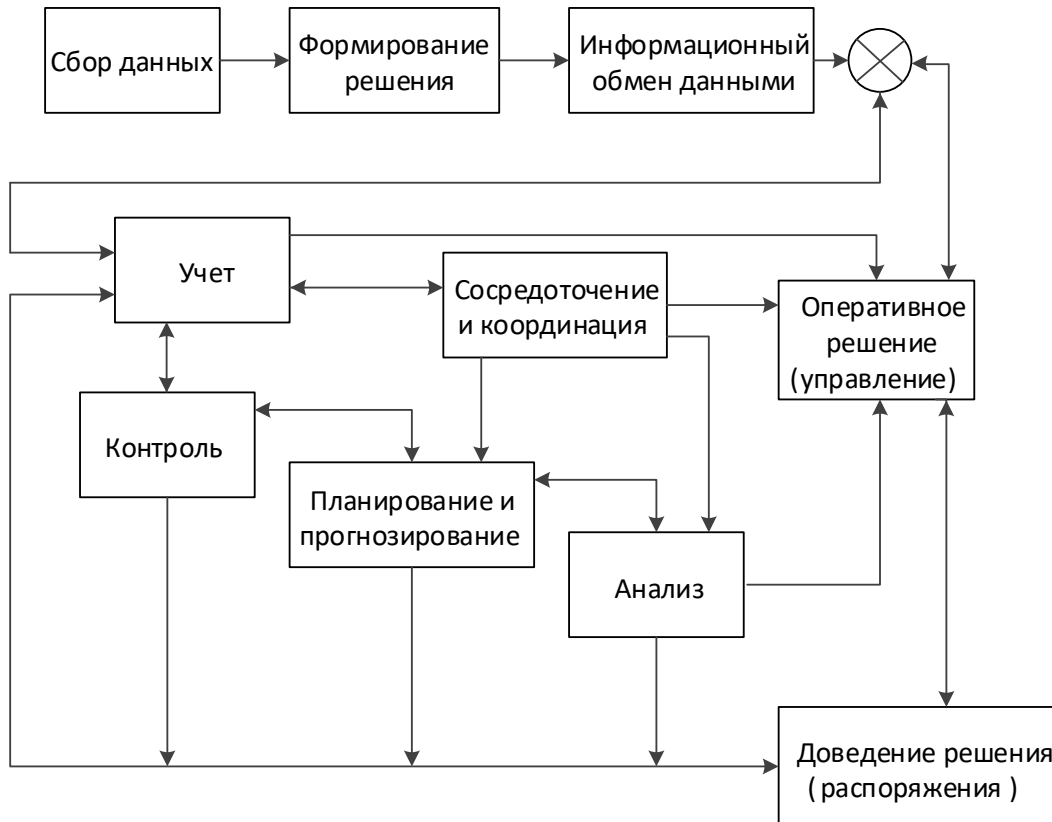 Сбор данных
Формирование
решения
Информационный
обмен данными
Учет
Сосредоточение
и координация
Оперативное
решение
(управление)
Контроль
Планирование и
прогнозирование
Анализ
Доведение решения
( распоряжения )